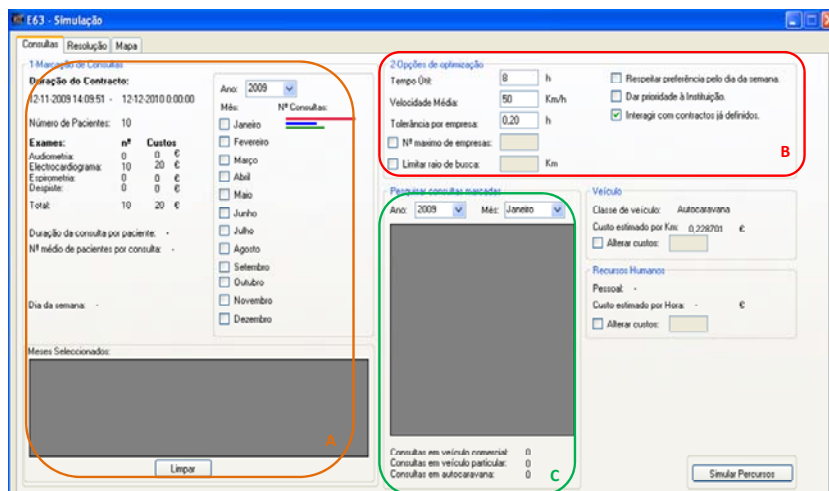 E63 - Simulação
Consultas Resolução Mapa
1-Marcação de Consultas
Duração do Contracto:
12-11-2009 14:09:51 - 12-12-2010 0:00:00
Número de Pacientes: 10
Exames: nº Custos
Audiometria: 0 0 €
Electrocardiograma: 10 20 €
Espirometria: 0 0 €
Despiste: 0 0 €
Total: 10 20 €
Duração da consulta por paciente: -
Nº médio de pacientes por consulta: -
Dia da semana: -
Ano: 2009
Mês: Nº Consultas:
Janeiro
Fevereiro
Março
Abril
Maio
Junho
Julho
Agosto
Setembro
Outubro
Novembro
Dezembro
Meses Seleccionados:
A
Limpar
2-Opções de optimização
Tempo Útil: 8 h
Velocidade Média: 50 Km/h
Tolerância por empresa: 0,20 h
Nº maximo de empresas:
Limitar raio de busca: Km
Respeitar preferência pelo dia da semana.
Dar prioridade à Instituição.
Interagir com contractos já definidos.
B
Pesquisar consultas marcadas
Ano: 2009 Mês: Janeiro
Consultas em veículo comercial: 0
Consultas em veículo particular: 0
Consultas em autocaravana: 0
C
Veículo
Classe de veículo: Autocaravana
Custo estimado por Km: 0,228701 €
Alterar custos:
Recursos Humanos
Pessoal: -
Custo estimado por Hora: - €
Alterar custos:
Simular Percursos